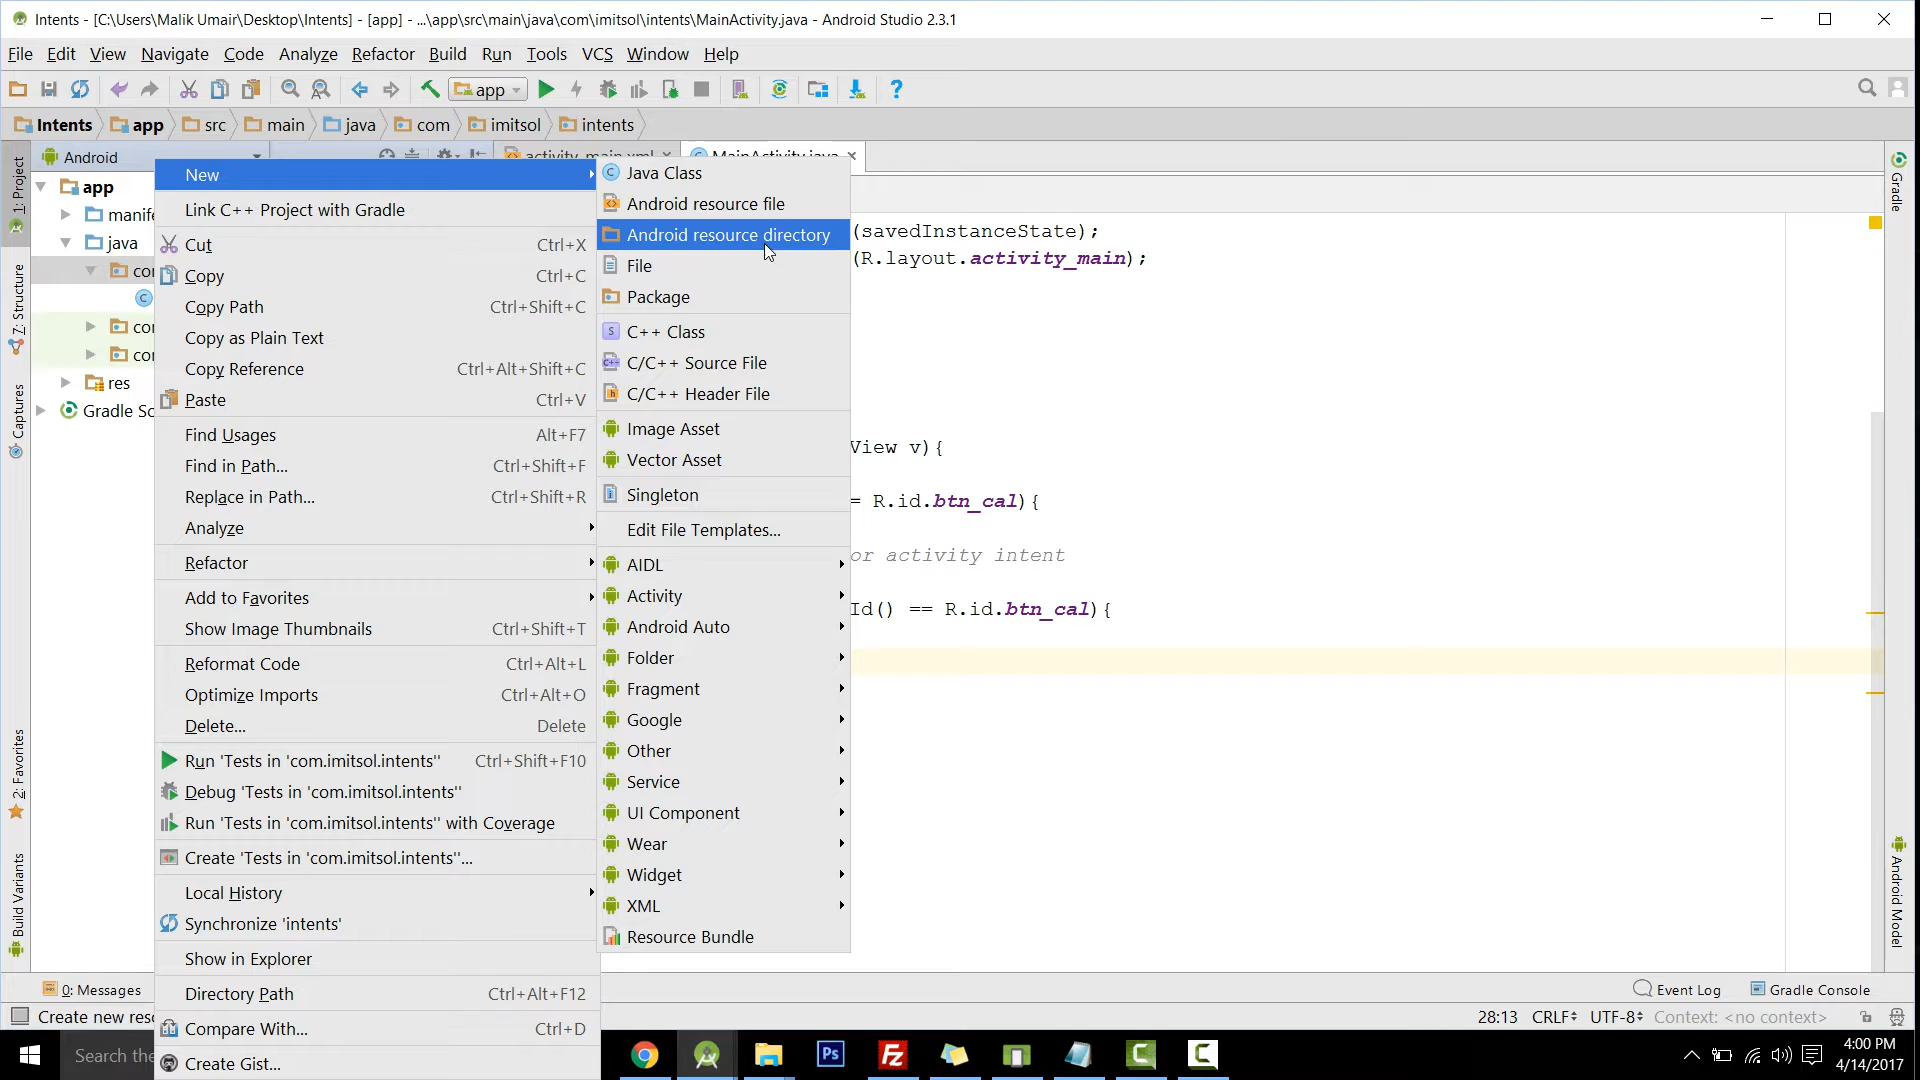 Intents - [C:\Users\Malik Umair\Desktop\Intents] - [app] - ...\app\src\main\java\com\imitsol\intents\MainActivity.java - Android Studio 2.3.1
File Edit View Navigate Code Analyze Refactor Build Run Tools VCS Window Help
app
Intents app src main java com imitsol intents
Android activity_main.xml MainActivity.java
1: Project
7: Structure
Captures
2: Favorites
Build Variants
app
manife
java
com
C
con
con
res
Gradle Sc
New
Link C++ Project with Gradle
Cut Ctrl+X
Copy Ctrl+C
Copy Path Ctrl+Shift+C
Copy as Plain Text
Copy Reference Ctrl+Alt+Shift+C
Paste Ctrl+V
Find Usages Alt+F7
Find in Path... Ctrl+Shift+F
Replace in Path... Ctrl+Shift+R
Analyze
Refactor
Add to Favorites
Show Image Thumbnails Ctrl+Shift+T
Reformat Code Ctrl+Alt+L
Optimize Imports Ctrl+Alt+O
Delete... Delete
Run 'Tests in 'com.imitsol.intents'' Ctrl+Shift+F10
Debug 'Tests in 'com.imitsol.intents''
Run 'Tests in 'com.imitsol.intents'' with Coverage
Create 'Tests in 'com.imitsol.intents''...
Local History
Synchronize 'intents'
Show in Explorer
Directory Path Ctrl+Alt+F12
Compare With... Ctrl+D
Create Gist...
Java Class
Android resource file
Android resource directory
File
Package
C++ Class
C/C++ Source File
C/C++ Header File
Image Asset
Vector Asset
Singleton
Edit File Templates...
AIDL
Activity
Android Auto
Folder
Fragment
Google
Other
Service
UI Component
Wear
Widget
XML
Resource Bundle
(savedInstanceState);
(R.layout.activity_main);
View v){
= R.id.btn_cal){
or activity intent
Id() == R.id.btn_cal){
Gradle
Android Model
0: Messages Event Log Gradle Console
Create new reso 28:13 CRLF UTF-8 Context: <no context>
Search the 4:00 PM
4/14/2017